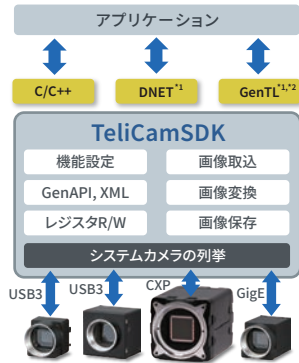 アプリケーション
C/C++ DNET*1 GenTL*1,*2
TeliCamSDK
機能設定 画像取込
GenAPI, XML 画像変換
レジスタR/W 画像保存
システムカメラの列挙
USB3 USB3 CXP GigE